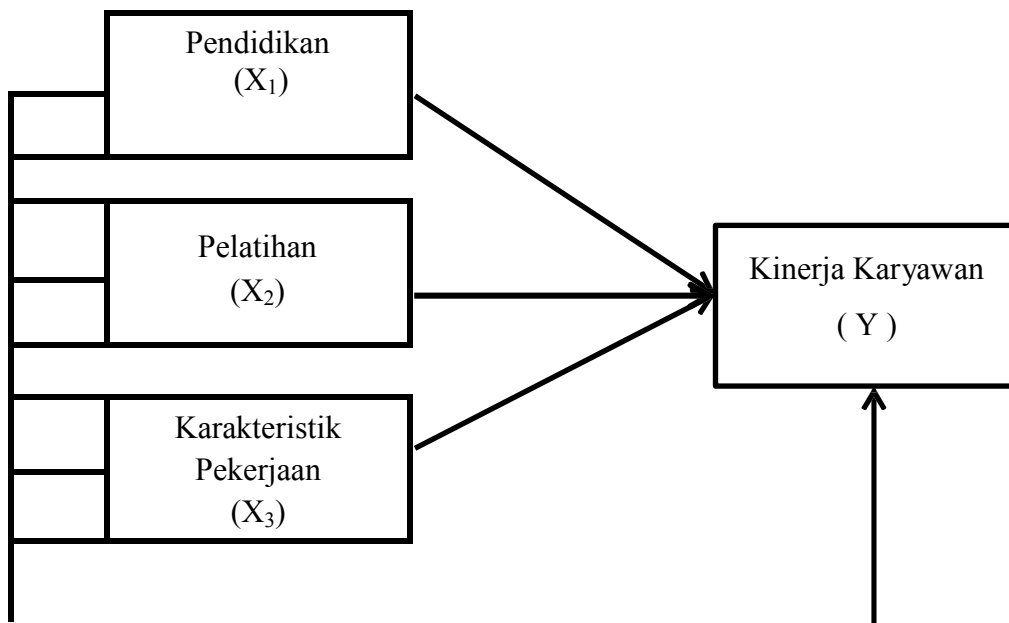 Pendidikan
(X₁)
Pelatihan
(X₂)
Karakteristik
Pekerjaan
(X₃)
Kinerja Karyawan
( Y )